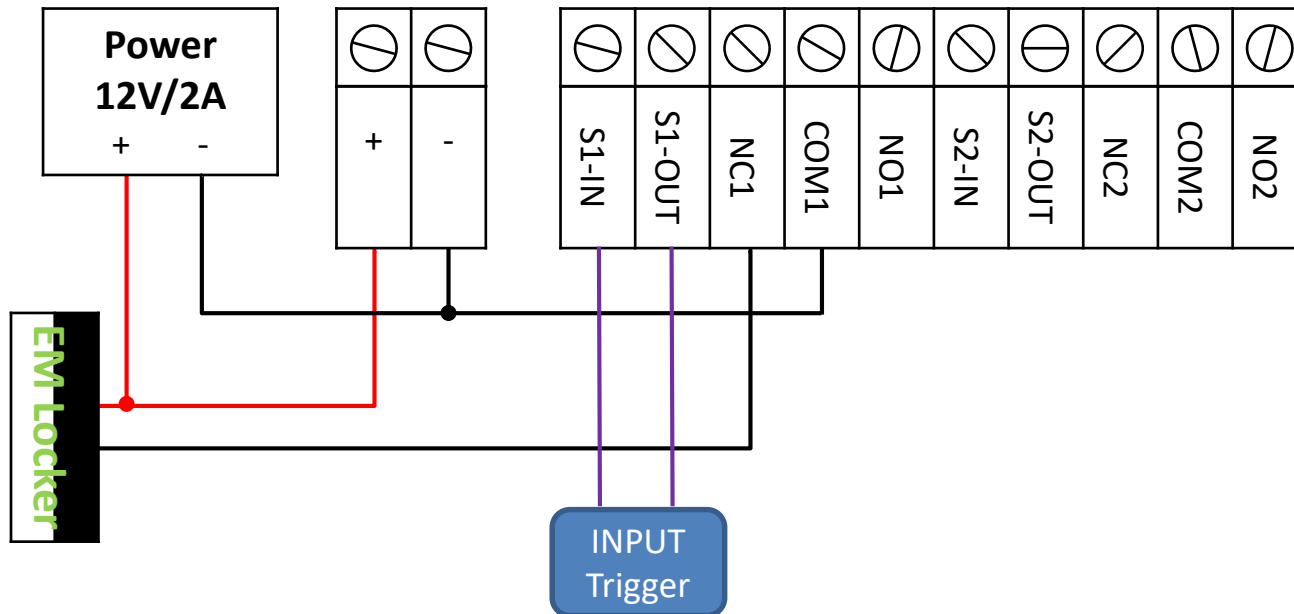 Power
12V/2A
+ -
+ -
S1-IN
S1-OUT
NC1
COM1
NO1
S2-IN
S2-OUT
NC2
COM2
NO2
EM Locker
INPUT
Trigger